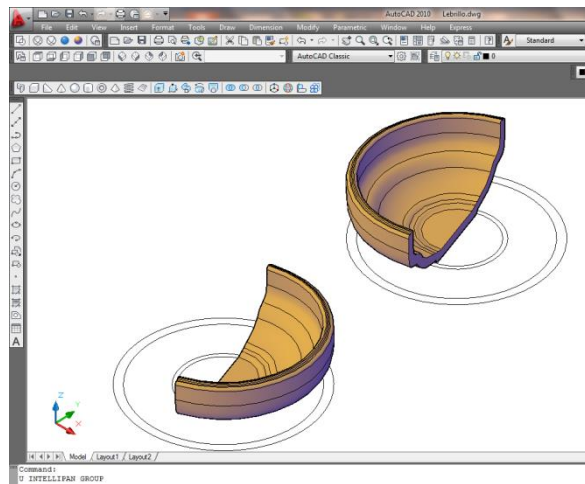 AutoCAD 2010 Lebrillo.dwg
File Edit View Insert Format Tools Draw Dimension Modify Parametric Window Help Express
Standard
AutoCAD Classic 0
A
Z
Y
X
Model Layout1 Layout2
Command:
U INTELLIPAN GROUP